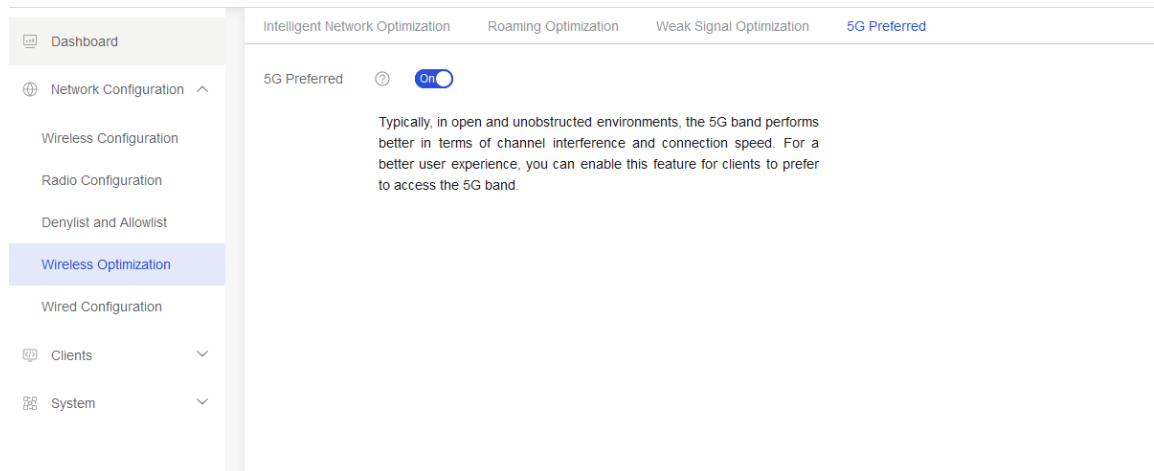 Dashboard
Network Configuration
Wireless Configuration
Radio Configuration
Denylist and Allowlist
Wireless Optimization
Wired Configuration
Clients
System
Intelligent Network Optimization
Roaming Optimization
Weak Signal Optimization
5G Preferred
5G Preferred
On
Typically, in open and unobstructed environments, the 5G band performs
better in terms of channel interference and connection speed. For a
better user experience, you can enable this feature for clients to prefer
to access the 5G band.